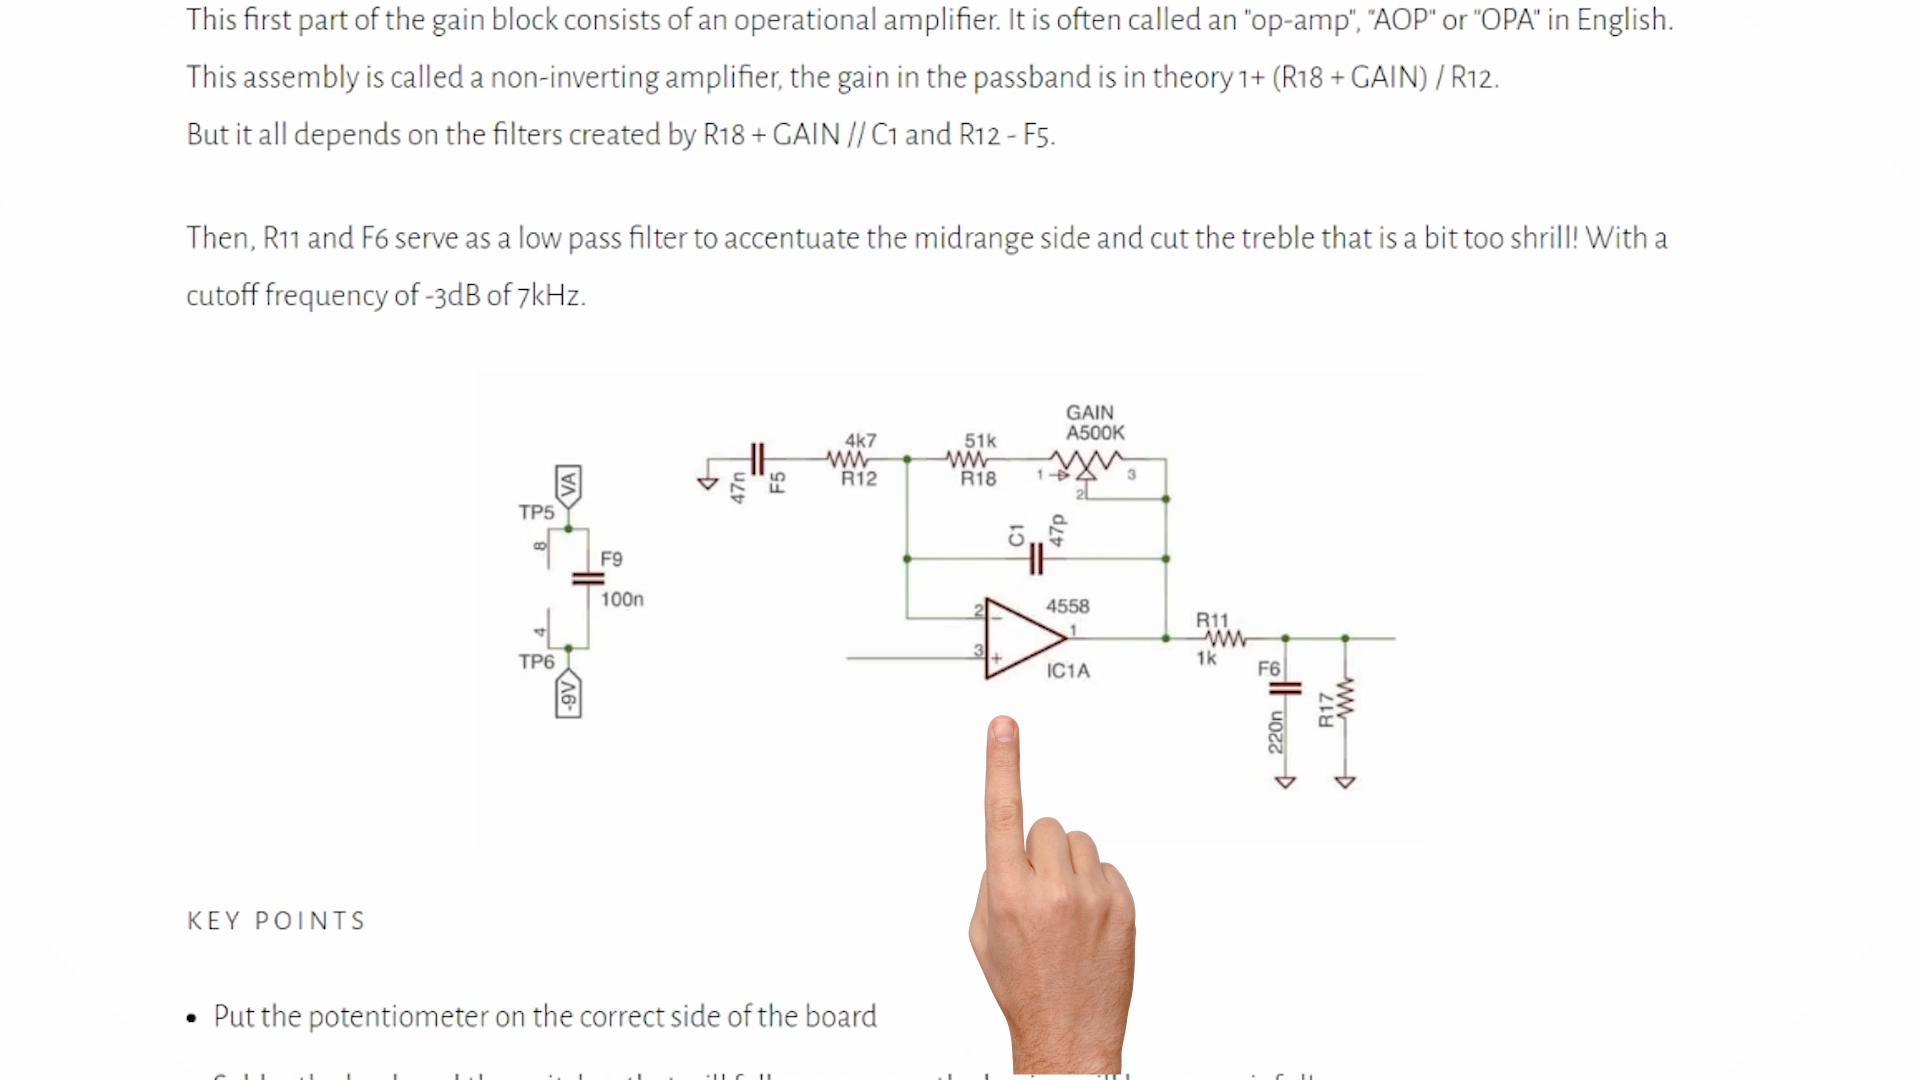 This first part of the gain block consists of an operational amplifier. It is often called an "op-amp", "AOP" or "OPA" in English.
This assembly is called a non-inverting amplifier, the gain in the passband is in theory 1+ (R18 + GAIN) / R12.
But it all depends on the filters created by R18 + GAIN // C1 and R12 - F5.
Then, R11 and F6 serve as a low pass filter to accentuate the midrange side and cut the treble that is a bit too shrill! With a
cutoff frequency of -3dB of 7kHz.
GAIN
A500K
4k7
51k
47n
F5
R12
R18
1
2
3
VA
TP5
8
F9
100n
4
TP6
-9V
C1
47p
2
3
4558
1
IC1A
R11
1k
F6
220n
R17
KEY POINTS
• Put the potentiometer on the correct side of the board